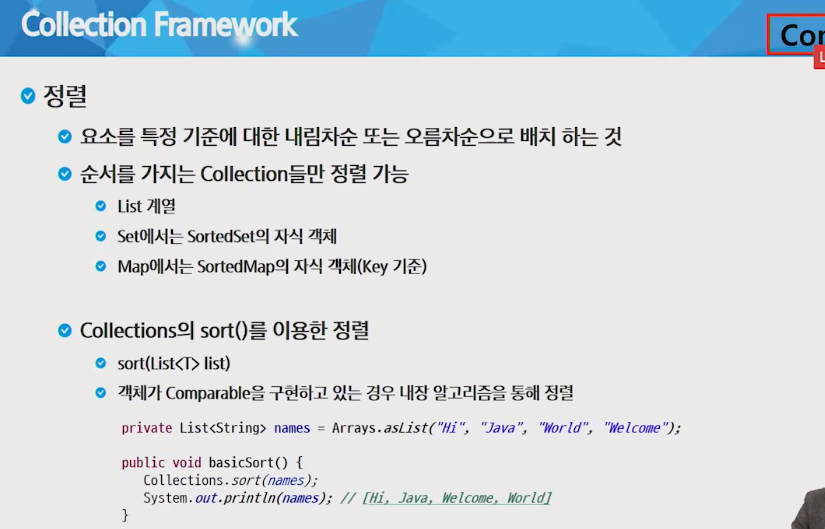 Collection Framework
정렬
요소를 특정 기준에 대한 내림차순 또는 오름차순으로 배치 하는 것
순서를 가지는 Collection들만 정렬 가능
List 계열
Set에서는 SortedSet의 자식 객체
Map에서는 SortedMap의 자식 객체(Key 기준)
Collections의 sort()를 이용한 정렬
sort(List<T> list)
객체가 Comparable을 구현하고 있는 경우 내장 알고리즘을 통해 정렬
private List<String> names = Arrays.asList("Hi", "Java", "World", "Welcome");
public void basicSort() {
Collections.sort(names);
System.out.println(names); // [Hi, Java, Welcome, World]
}